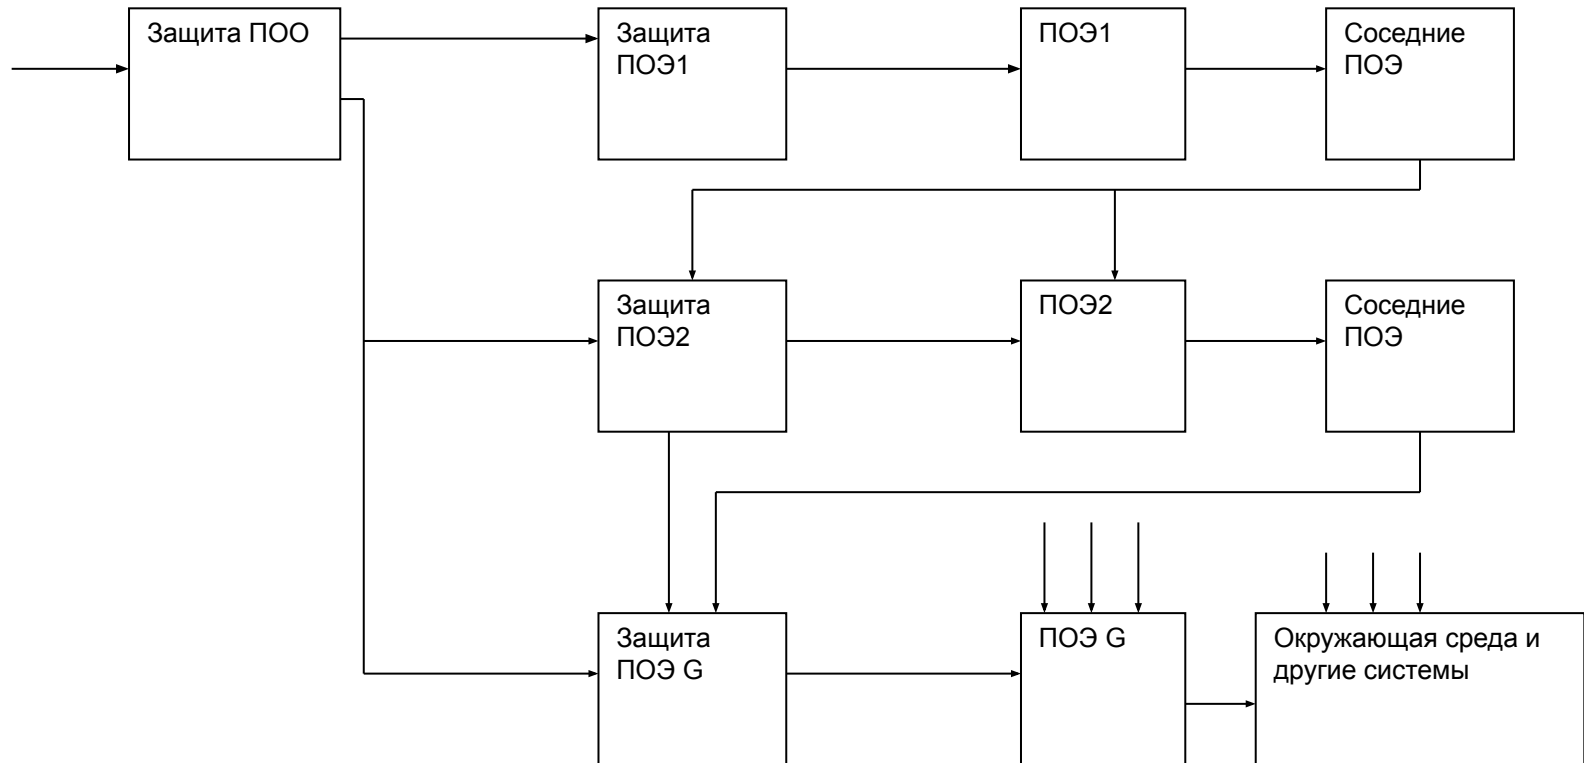 Защита ПОО
Защита
ПОЭ1
ПОЭ1
Соседние
ПОЭ
Защита
ПОЭ2
ПОЭ2
Соседние
ПОЭ
Защита
ПОЭ G
ПОЭ G
Окружающая среда и
другие системы